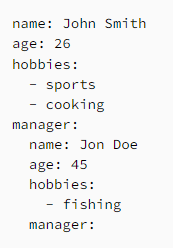 name: John Smith
age: 26
hobbies:
  - sports
  - cooking
manager:
  name: Jon Doe
  age: 45
  hobbies:
    - fishing
  manager: